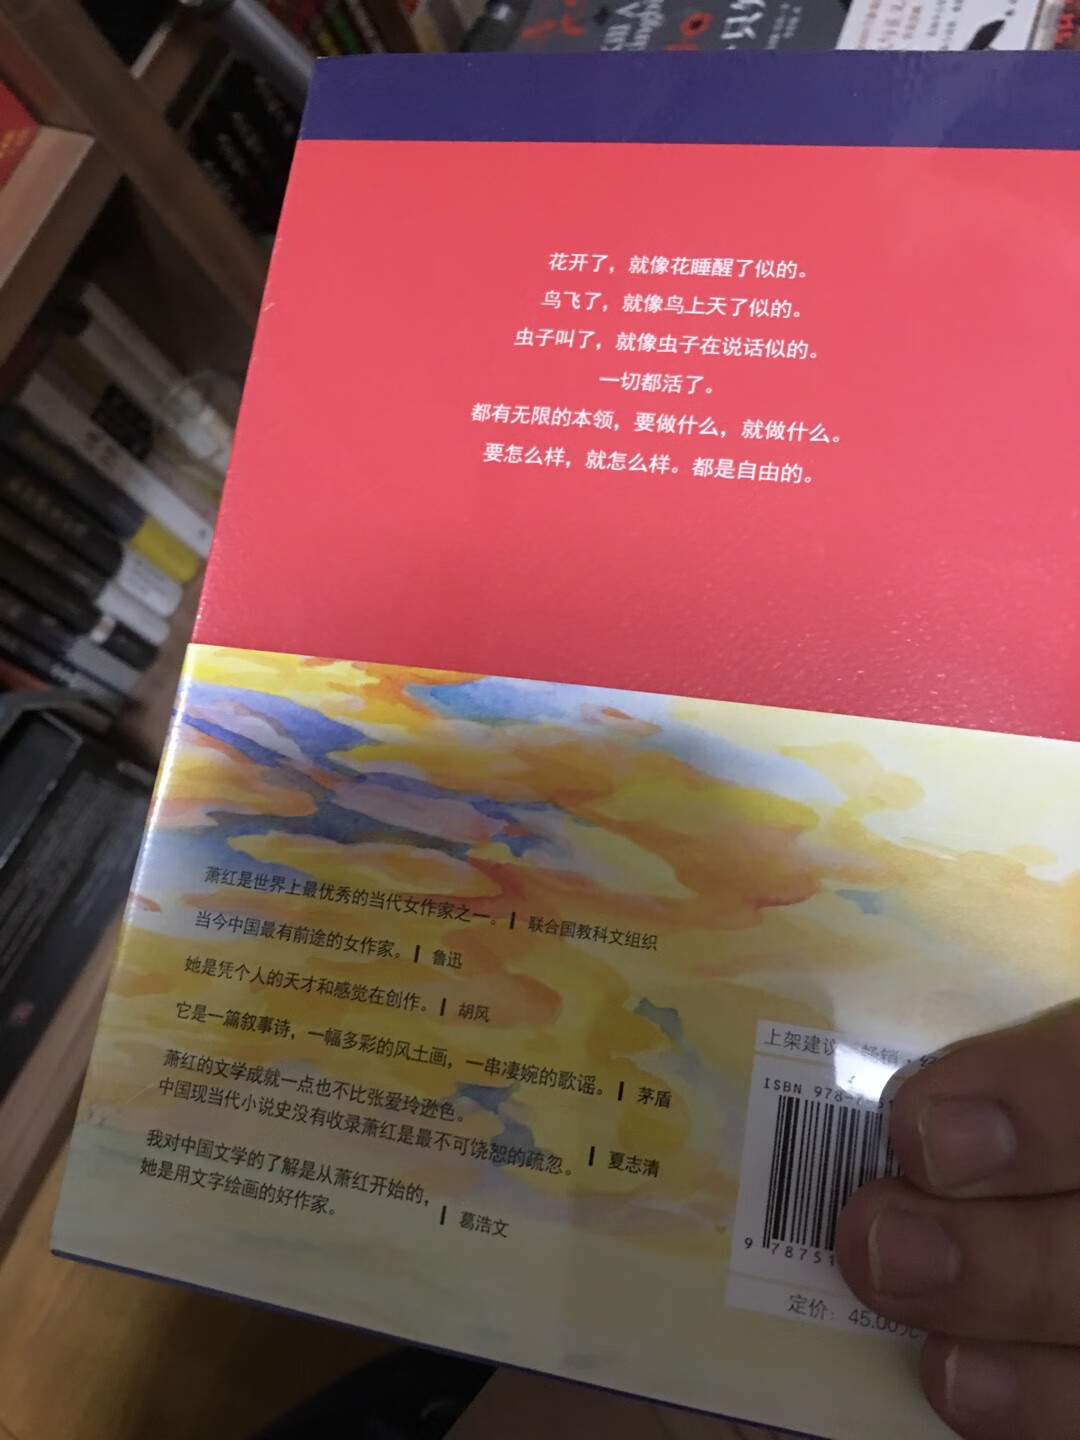 花开了，就像花睡醒了似的。
鸟飞了，就像鸟上天了似的。
虫子叫了，就像虫子在说话似的。
一切都活了。
都有无限的本领，要做什么，就做什么。
要怎么样，就怎么样。都是自由的。
萧红是世界上最优秀的当代女作家之一。| 联合国教科文组织
当今中国最有前途的女作家。| 鲁迅
她是凭个人的天才和感觉在创作。| 胡风
它是一篇叙事诗，一幅多彩的风土画，一串凄婉的歌谣。| 茅盾
萧红的文学成就一点也不比张爱玲逊色。
中国现当代小说史没有收录萧红是最不可饶恕的疏忽。| 夏志清
我对中国文学的了解是从萧红开始的，
她是用文字绘画的好作家。| 葛浩文
上架建议 畅销·
ISBN 978-7-51
9 78751
定价：45.00元